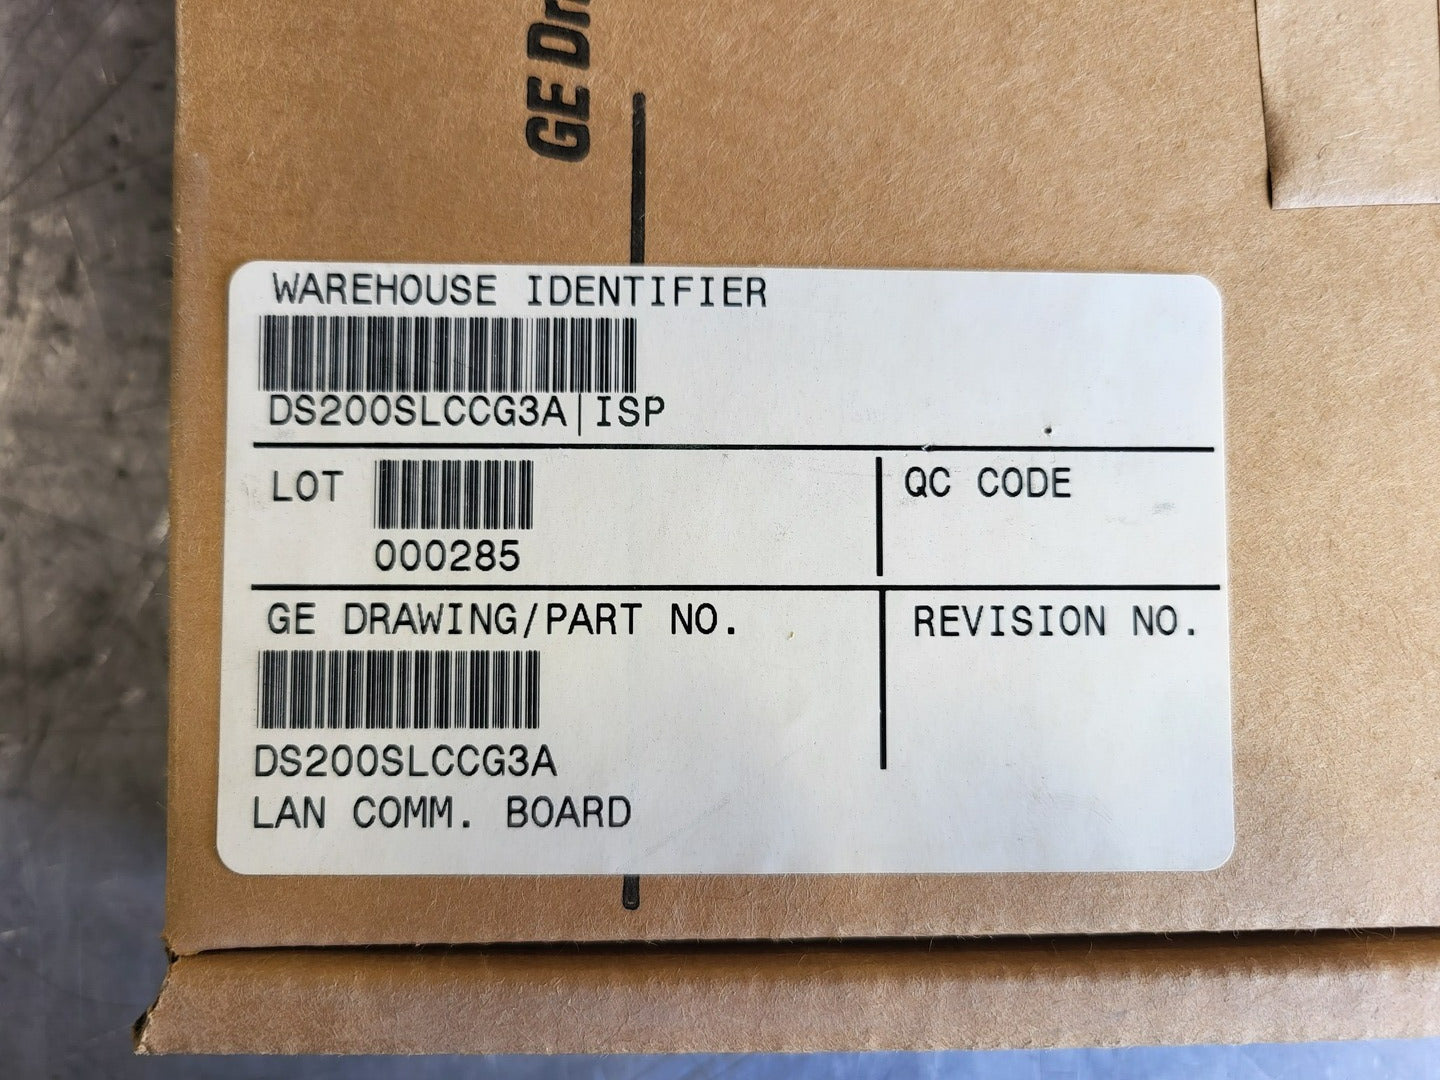 GE
WAREHOUSE IDENTIFIER
DS200SLCCG3A|ISP
LOT
QC CODE
000285
GE DRAWING/PART NO.
REVISION NO.
DS200SLCCG3A
LAN COMM. BOARD